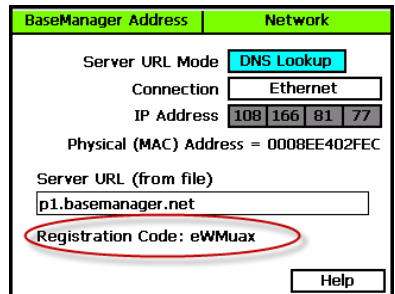 BaseManager Address Network
Server URL Mode DNS Lookup
Connection Ethernet
IP Address 108 166 81 77
Physical (MAC) Address = 0008EE402FEC
Server URL (from file)
p1.basemanager.net
Registration Code: eWMuax
Help